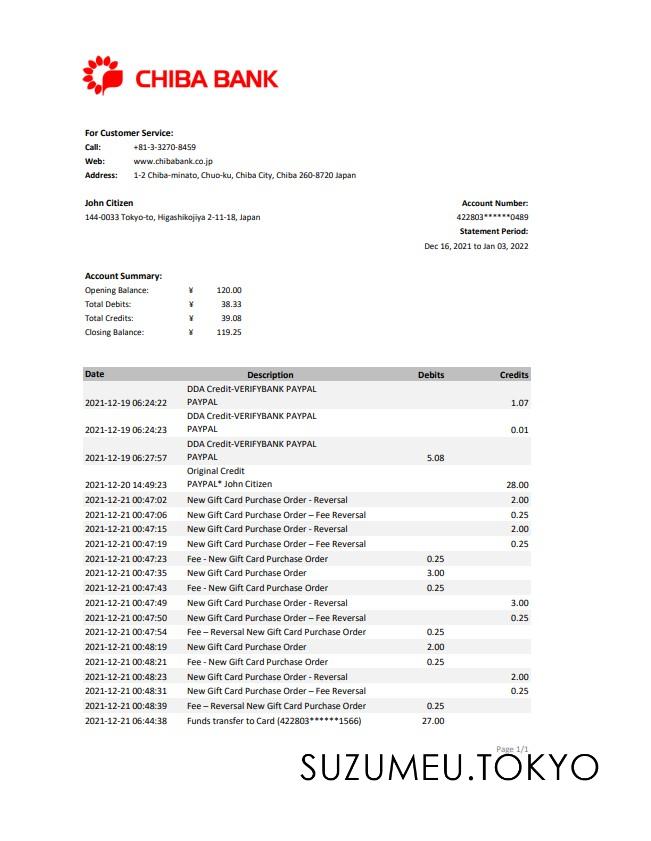 CHIBA BANK
For Customer Service:
Call: +81-3-3270-8459
Web: www.chibabank.co.jp
Address: 1-2 Chiba-minato, Chuo-ku, Chiba City, Chiba 260-8720 Japan
John Citizen Account Number:
144-0033 Tokyo-to, Higashikojiya 2-11-18, Japan 422803******0489
Statement Period:
Dec 16, 2021 to Jan 03, 2022
Account Summary:
Opening Balance: ¥ 120.00
Total Debits: ¥ 38.33
Total Credits: ¥ 39.08
Closing Balance: ¥ 119.25
Date Description Debits Credits
DDA Credit-VERIFYBANK PAYPAL
2021-12-19 06:24:22 PAYPAL 1.07
DDA Credit-VERIFYBANK PAYPAL
2021-12-19 06:24:23 PAYPAL 0.01
DDA Credit-VERIFYBANK PAYPAL
2021-12-19 06:27:57 PAYPAL 5.08
Original Credit
2021-12-20 14:49:23 PAYPAL* John Citizen 28.00
2021-12-21 00:47:02 New Gift Card Purchase Order - Reversal 2.00
2021-12-21 00:47:06 New Gift Card Purchase Order – Fee Reversal 0.25
2021-12-21 00:47:15 New Gift Card Purchase Order - Reversal 2.00
2021-12-21 00:47:19 New Gift Card Purchase Order – Fee Reversal 0.25
2021-12-21 00:47:23 Fee - New Gift Card Purchase Order 0.25
2021-12-21 00:47:35 New Gift Card Purchase Order 3.00
2021-12-21 00:47:43 Fee - New Gift Card Purchase Order 0.25
2021-12-21 00:47:49 New Gift Card Purchase Order - Reversal 3.00
2021-12-21 00:47:50 New Gift Card Purchase Order – Fee Reversal 0.25
2021-12-21 00:47:54 Fee – Reversal New Gift Card Purchase Order 0.25
2021-12-21 00:48:19 New Gift Card Purchase Order 2.00
2021-12-21 00:48:21 Fee - New Gift Card Purchase Order 0.25
2021-12-21 00:48:23 New Gift Card Purchase Order - Reversal 2.00
2021-12-21 00:48:31 New Gift Card Purchase Order – Fee Reversal 0.25
2021-12-21 00:48:39 Fee – Reversal New Gift Card Purchase Order 0.25
2021-12-21 06:44:38 Funds transfer to Card (422803******1566) 27.00
Page 1/1
SUZUMEU.TOKYO